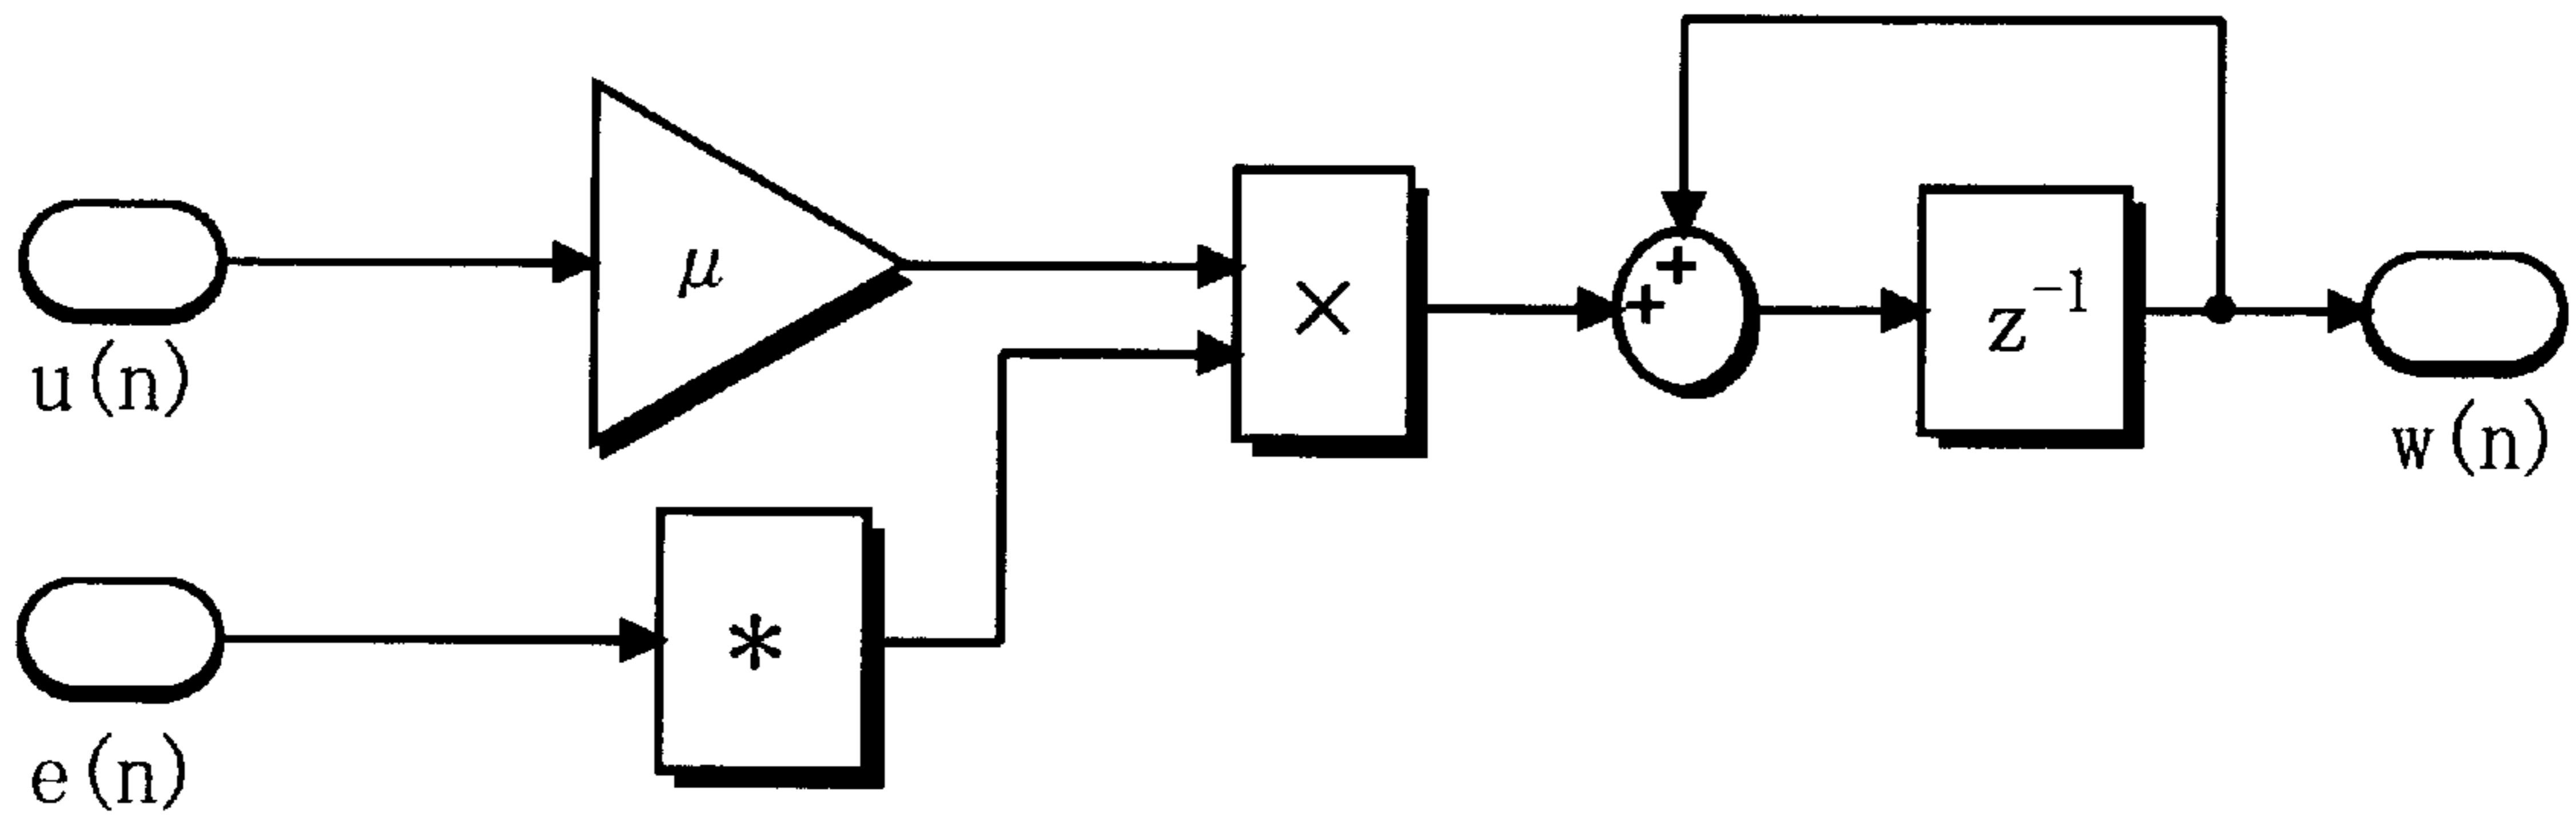 μ
×
+
+
z⁻¹
u(n)
w(n)
*
e(n)